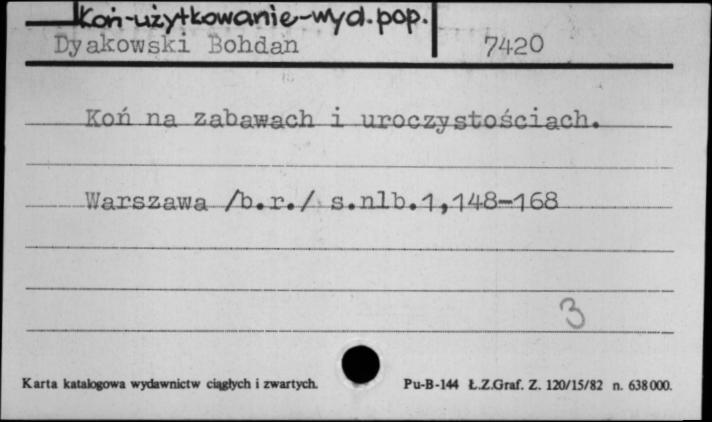 Koń-użytkowanie-wyd.pop.
Dyakowski Bohdan 7420
Koń na zabawach i uroczystościach.
Warszawa /b.r./ s.nlb.1,148-168
3
Karta katalogowa wydawnictw ciągłych i zwartych. Pu-B-144 Ł.Z.Graf. Z. 120/15/82 n. 638000.